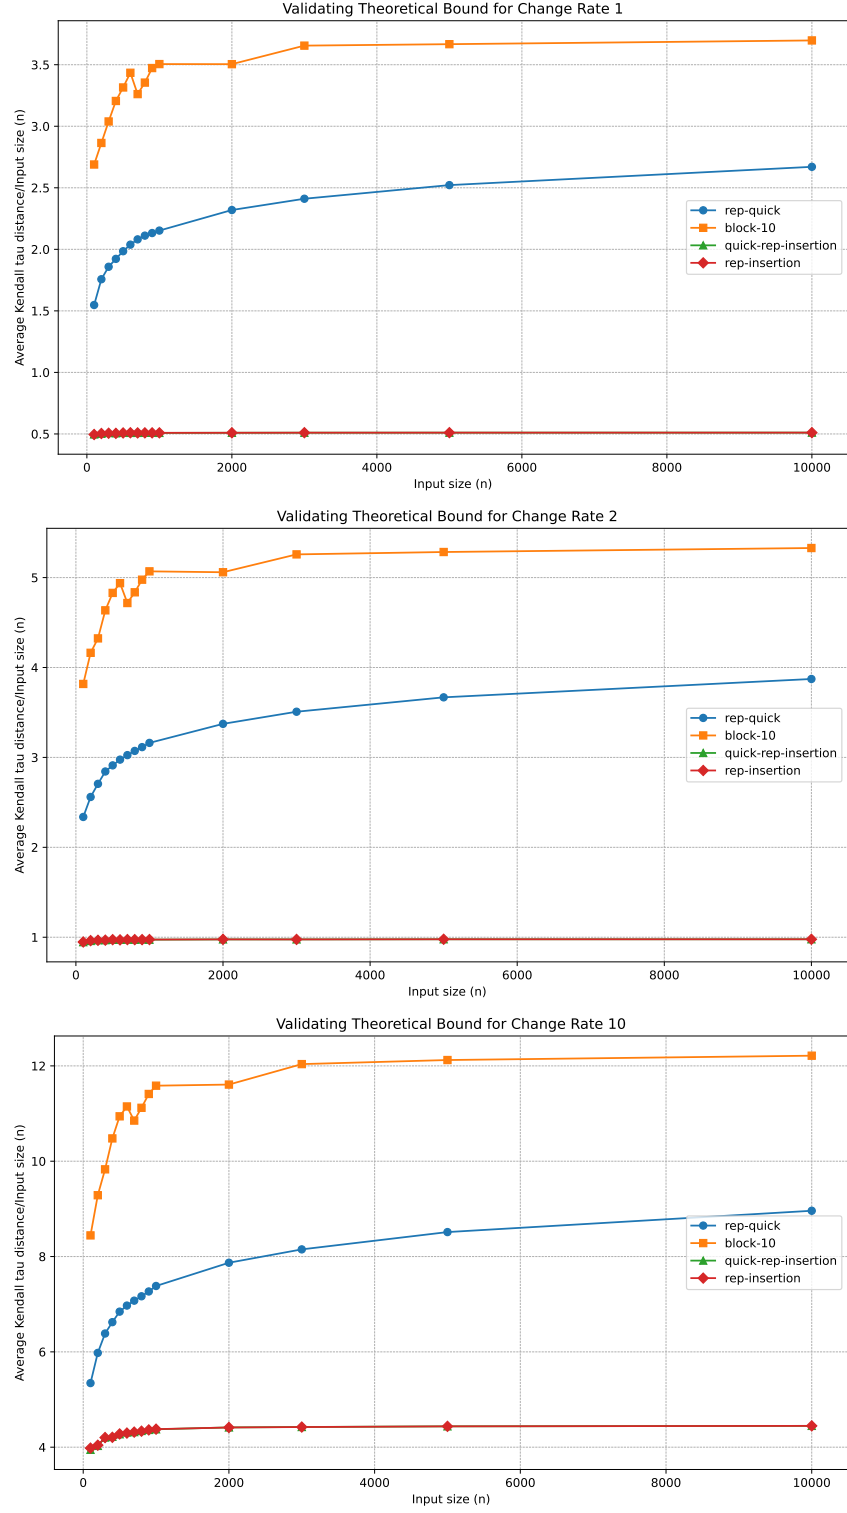 Validating Theoretical Bound for Change Rate 1
Average Kendall tau distance/Input size (n)
3.5
3.0
2.5
2.0
1.5
1.0
0.5
rep-quick
block-10
quick-rep-insertion
rep-insertion
0 2000 4000 6000 8000 10000
Input size (n)
Validating Theoretical Bound for Change Rate 2
Average Kendall tau distance/Input size (n)
5
4
3
2
1
rep-quick
block-10
quick-rep-insertion
rep-insertion
0 2000 4000 6000 8000 10000
Input size (n)
Validating Theoretical Bound for Change Rate 10
Average Kendall tau distance/Input size (n)
12
10
8
6
4
rep-quick
block-10
quick-rep-insertion
rep-insertion
0 2000 4000 6000 8000 10000
Input size (n)